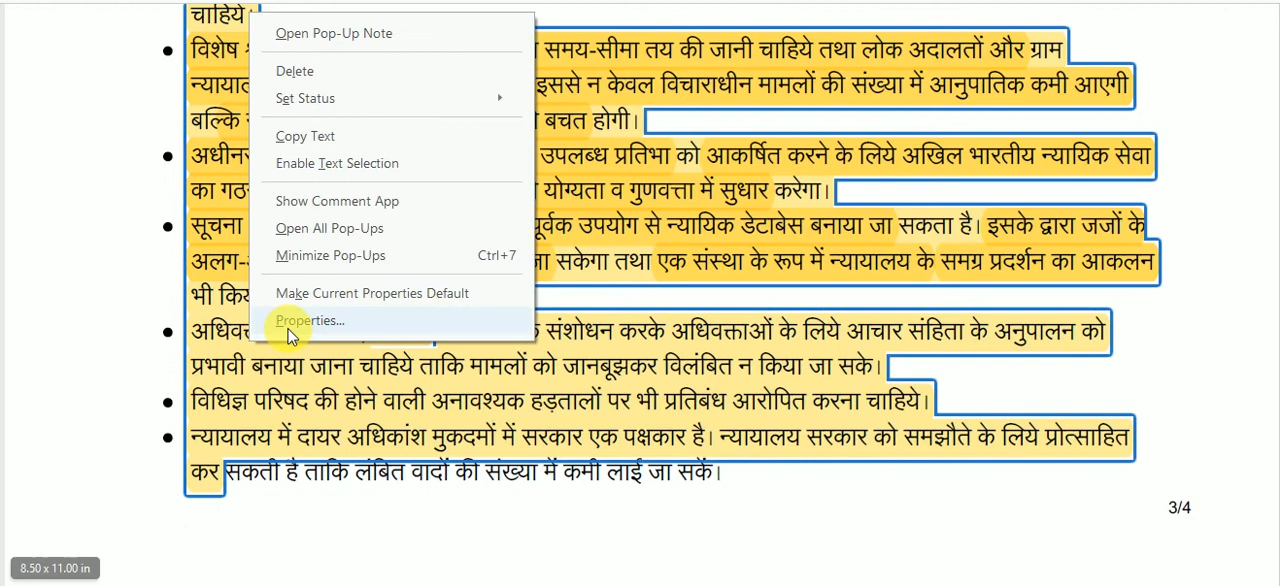 चाहिये।
Open Pop-Up Note
विशेष समय-सीमा तय की जानी चाहिये तथा लोक अदालतों और ग्राम
Delete
इससे न केवल विचाराधीन मामलों की संख्या में आनुपातिक कमी आएगी
Set Status
बल्कि बचत होगी।
Copy Text
उपलब्ध प्रतिभा को आकर्षित करने के लिये अखिल भारतीय न्यायिक सेवा
Enable Text Selection
का योग्यता व गुणवत्ता में सुधार करेगा।
Show Comment App
सूचना उपयोग से न्यायिक डेटाबेस बनाया जा सकता है। इसके द्वारा जजों के
Open All Pop-Ups
Minimize Pop-Ups Ctrl+7
जा सकेगा तथा एक संस्था के रूप में न्यायालय के समग्र प्रदर्शन का आकलन
Make Current Properties Default
भी
Properties...
संशोधन करके अधिवक्ताओं के लिये आचार संहिता के अनुपालन को
प्रभावी बनाया जाना चाहिये ताकि मामलों को जानबूझकर विलंबित न किया जा सके।
विधिज्ञ परिषद की होने वाली अनावश्यक हड़तालों पर भी प्रतिबंध आरोपित करना चाहिये।
न्यायालय में दायर अधिकांश मुकदमों में सरकार एक पक्षकार है। न्यायालय सरकार को समझौते के लिये प्रोत्साहित
कर सकती है ताकि लंबित वादों की संख्या में कमी लाई जा सकें।
3/4
8.50 x 11.00 in